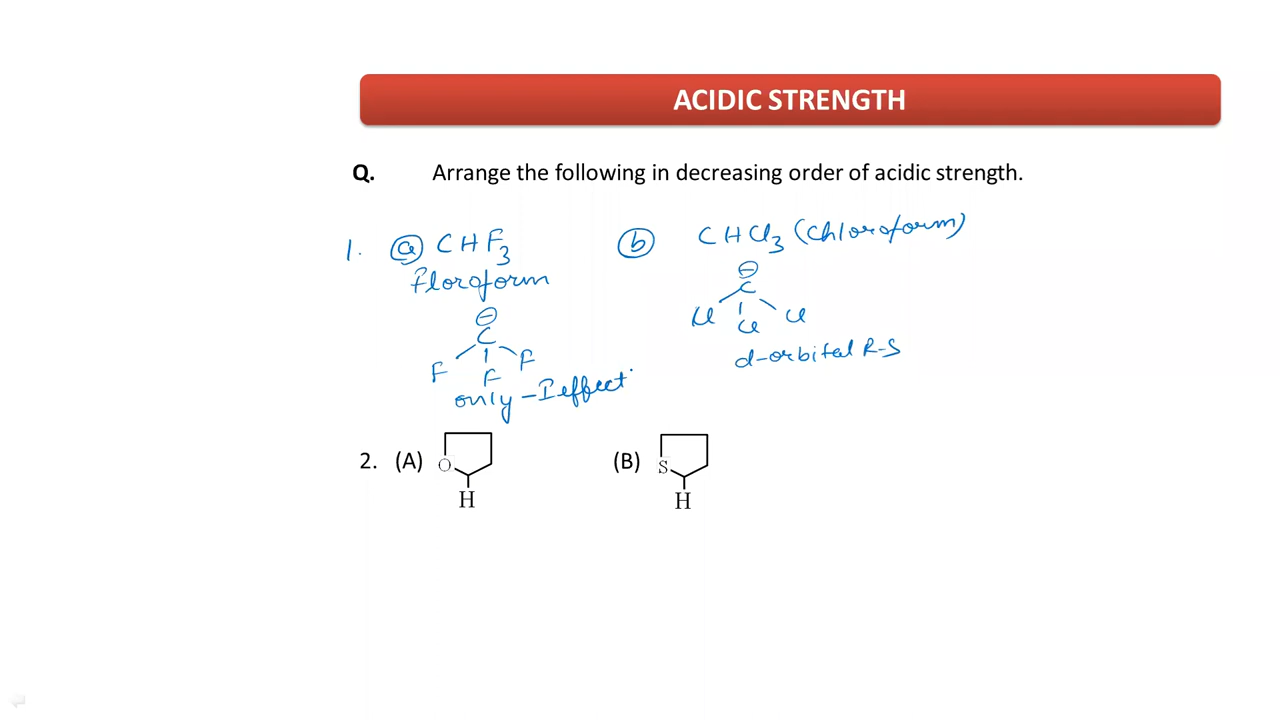 ACIDIC STRENGTH
Q. Arrange the following in decreasing order of acidic strength.
1. (a) CHF3 (b) CHCl3 (Chloroform)
Floroform
⊖ ⊖
C C
F F F Cl Cl Cl
only -I effect d-orbital R-S
2. (A) O H (B) S H